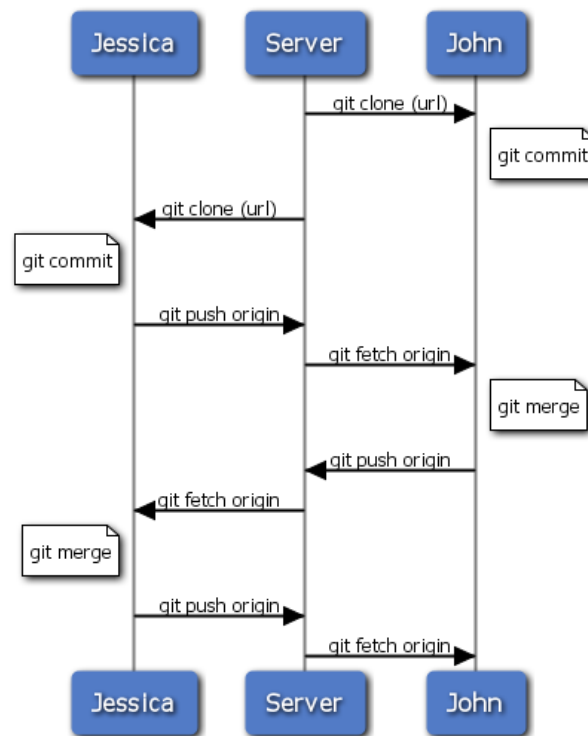 Jessica
Server
John
git clone (url)
git commit
git clone (url)
git commit
git push origin
git fetch origin
git merge
git push origin
git fetch origin
git merge
git push origin
git fetch origin
Jessica
Server
John